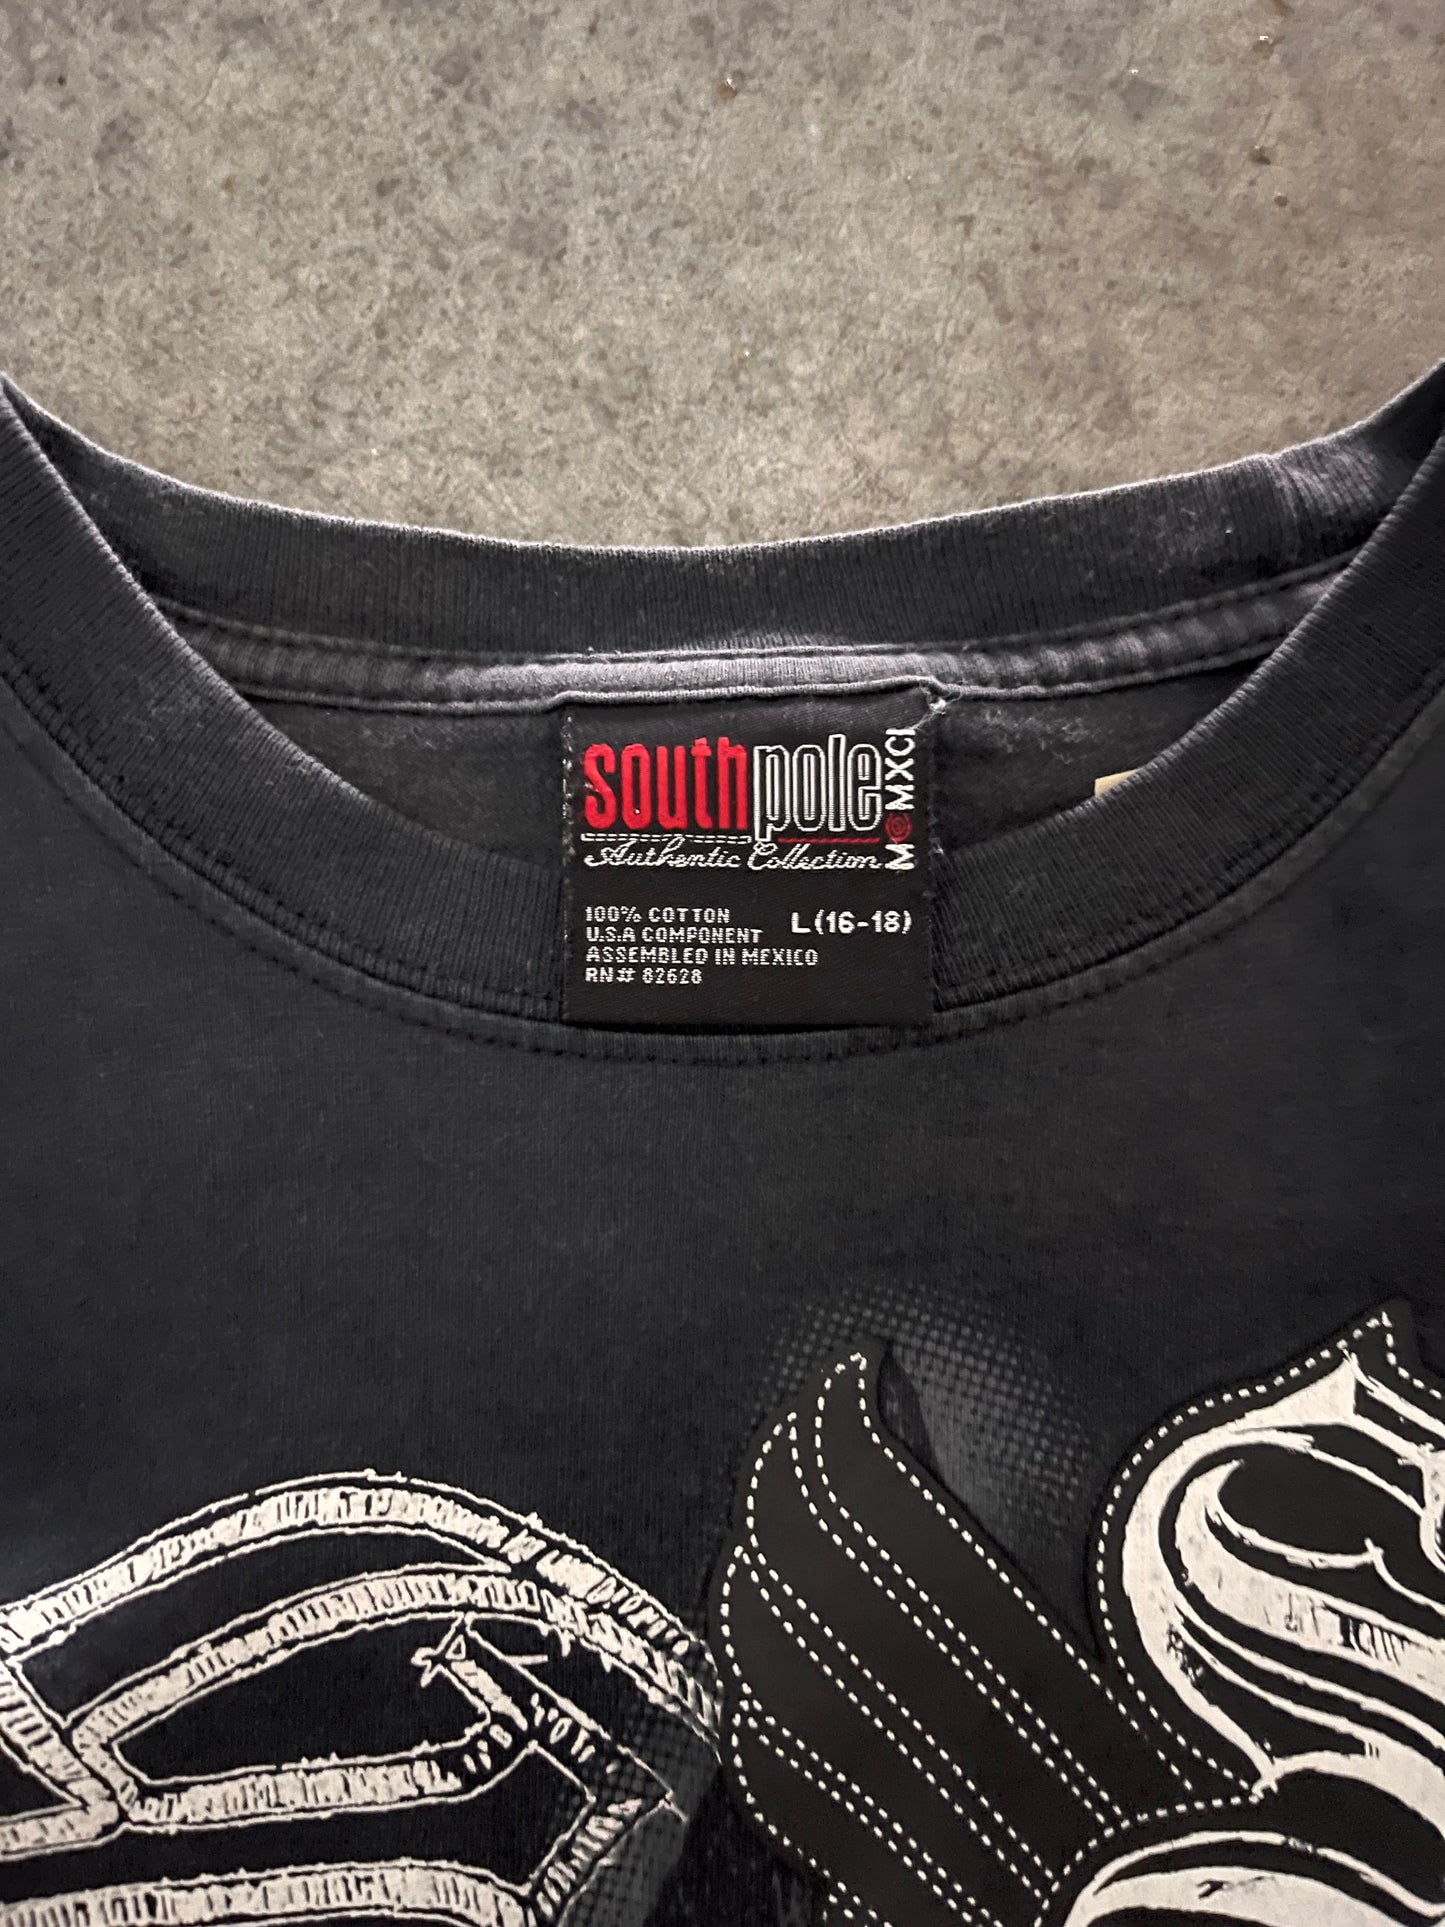 southpole
Authentic Collection
M MXCI
100% COTTON
U.S.A COMPONENT
ASSEMBLED IN MEXICO
RN# 82628
L(16-18)